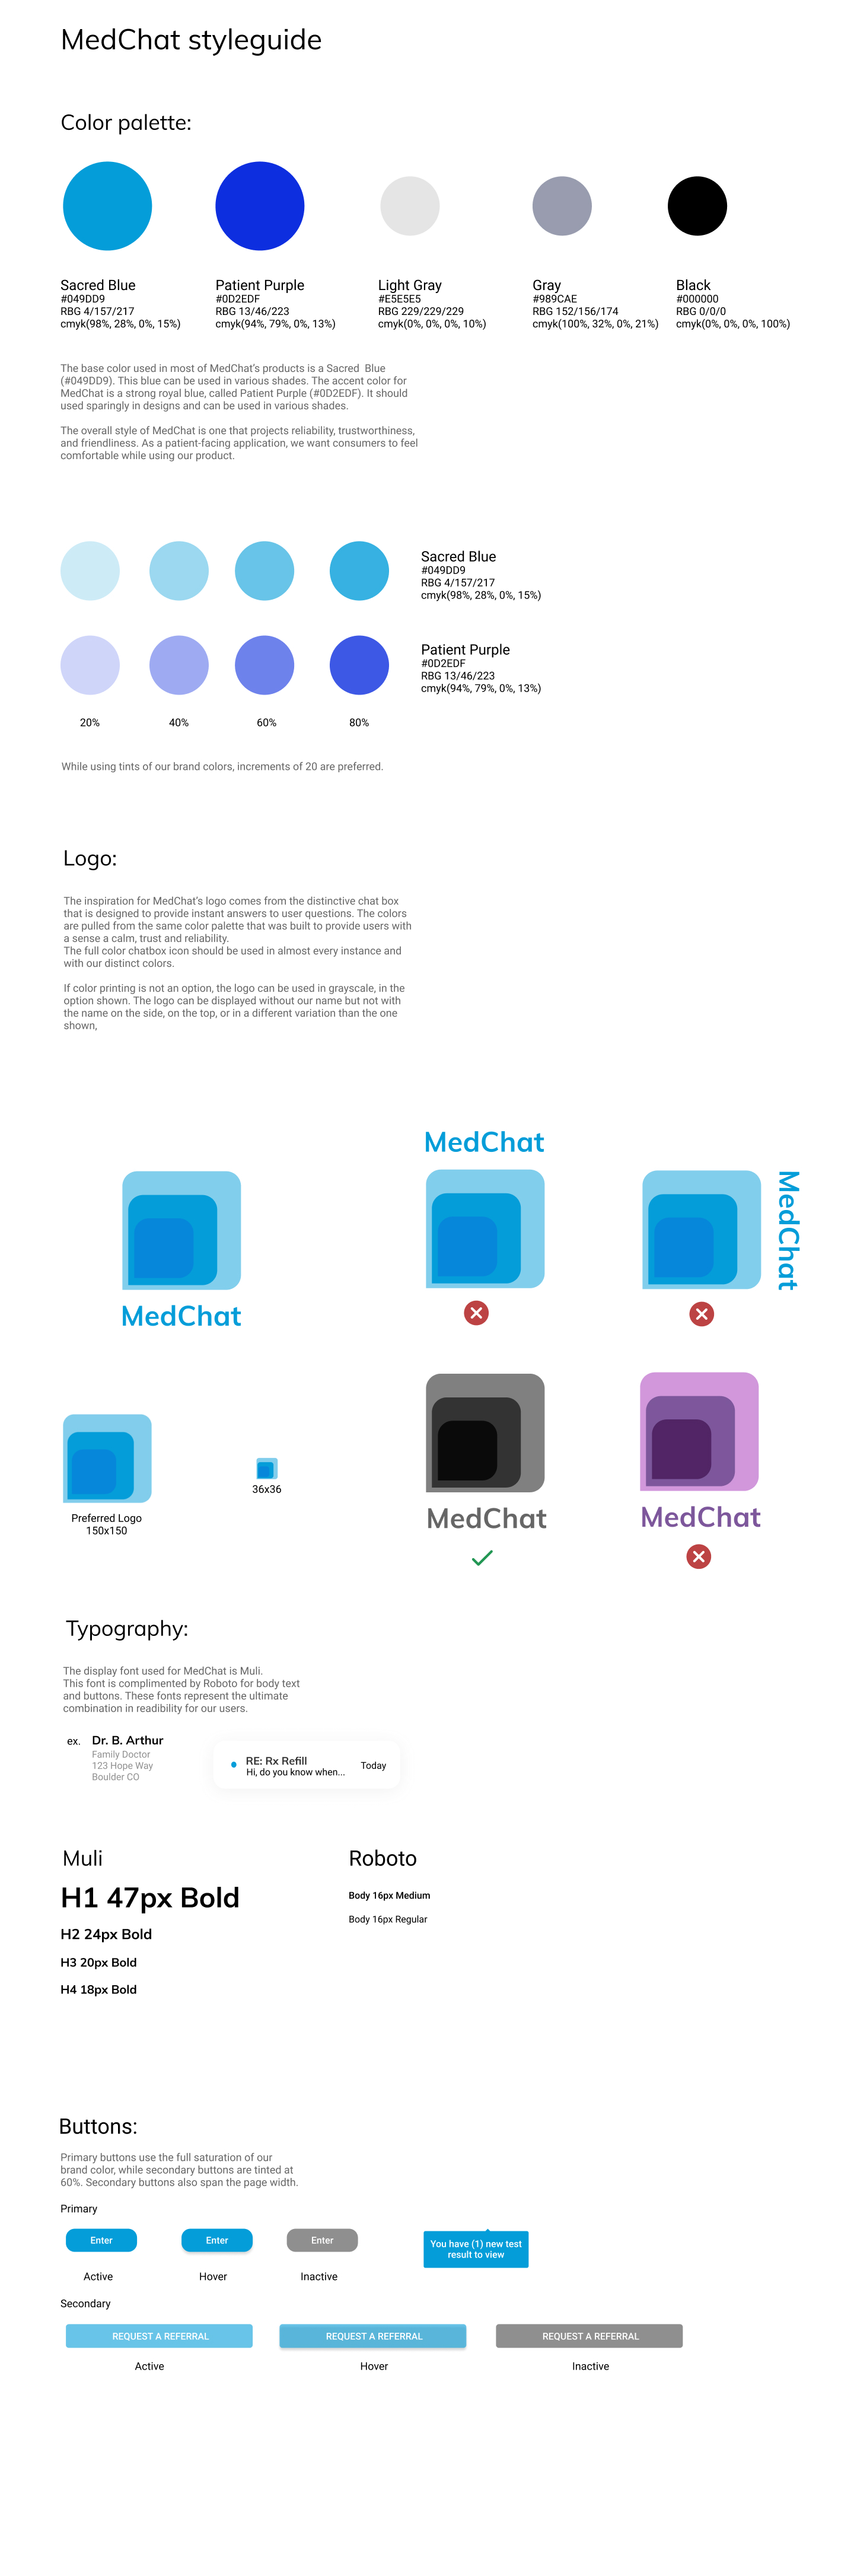 MedChat styleguide
Color palette:
Sacred Blue
#049DD9
RBG 4/157/217
cmyk(98%, 28%, 0%, 15%)
Patient Purple
#0D2EDF
RBG 13/46/223
cmyk(94%, 79%, 0%, 13%)
Light Gray
#E5E5E5
RBG 229/229/229
cmyk(0%, 0%, 0%, 10%)
Gray
#989CAE
RBG 152/156/174
cmyk(100%, 32%, 0%, 21%)
Black
#000000
RBG 0/0/0
cmyk(0%, 0%, 0%, 100%)
The base color used in most of MedChat's products is a Sacred Blue
(#049DD9). This blue can be used in various shades. The accent color for
MedChat is a strong royal blue, called Patient Purple (#0D2EDF). It should
used sparingly in designs and can be used in various shades.
The overall style of MedChat is one that projects reliability, trustworthiness,
and friendliness. As a patient-facing application, we want consumers to feel
comfortable while using our product.
Sacred Blue
#049DD9
RBG 4/157/217
cmyk(98%, 28%, 0%, 15%)
Patient Purple
#0D2EDF
RBG 13/46/223
cmyk(94%, 79%, 0%, 13%)
20%
40%
60%
80%
While using tints of our brand colors, increments of 20 are preferred.
Logo:
The inspiration for MedChat's logo comes from the distinctive chat box
that is designed to provide instant answers to user questions. The colors
are pulled from the same color palette that was built to provide users with
a sense a calm, trust and reliability.
The full color chatbox icon should be used in almost every instance and
with our distinct colors.
If color printing is not an option, the logo can be used in grayscale, in the
option shown. The logo can be displayed without our name but not with
the name on the side, on the top, or in a different variation than the one
shown,
MedChat
MedChat
MedChat
Preferred Logo
150x150
36x36
MedChat
MedChat
Typography:
The display font used for MedChat is Muli.
This font is complimented by Roboto for body text
and buttons. These fonts represent the ultimate
combination in readibility for our users.
ex.
Dr. B. Arthur
Family Doctor
123 Hope Way
Boulder CO
RE: Rx Refill
Hi, do you know when...
Today
Muli
H1 47px Bold
H2 24px Bold
H3 20px Bold
H4 18px Bold
Roboto
Body 16px Medium
Body 16px Regular
Buttons:
Primary buttons use the full saturation of our
brand color, while secondary buttons are tinted at
60%. Secondary buttons also span the page width.
Primary
Enter
Enter
Enter
You have (1) new test
result to view
Active
Hover
Inactive
Secondary
REQUEST A REFERRAL
REQUEST A REFERRAL
REQUEST A REFERRAL
Active
Hover
Inactive